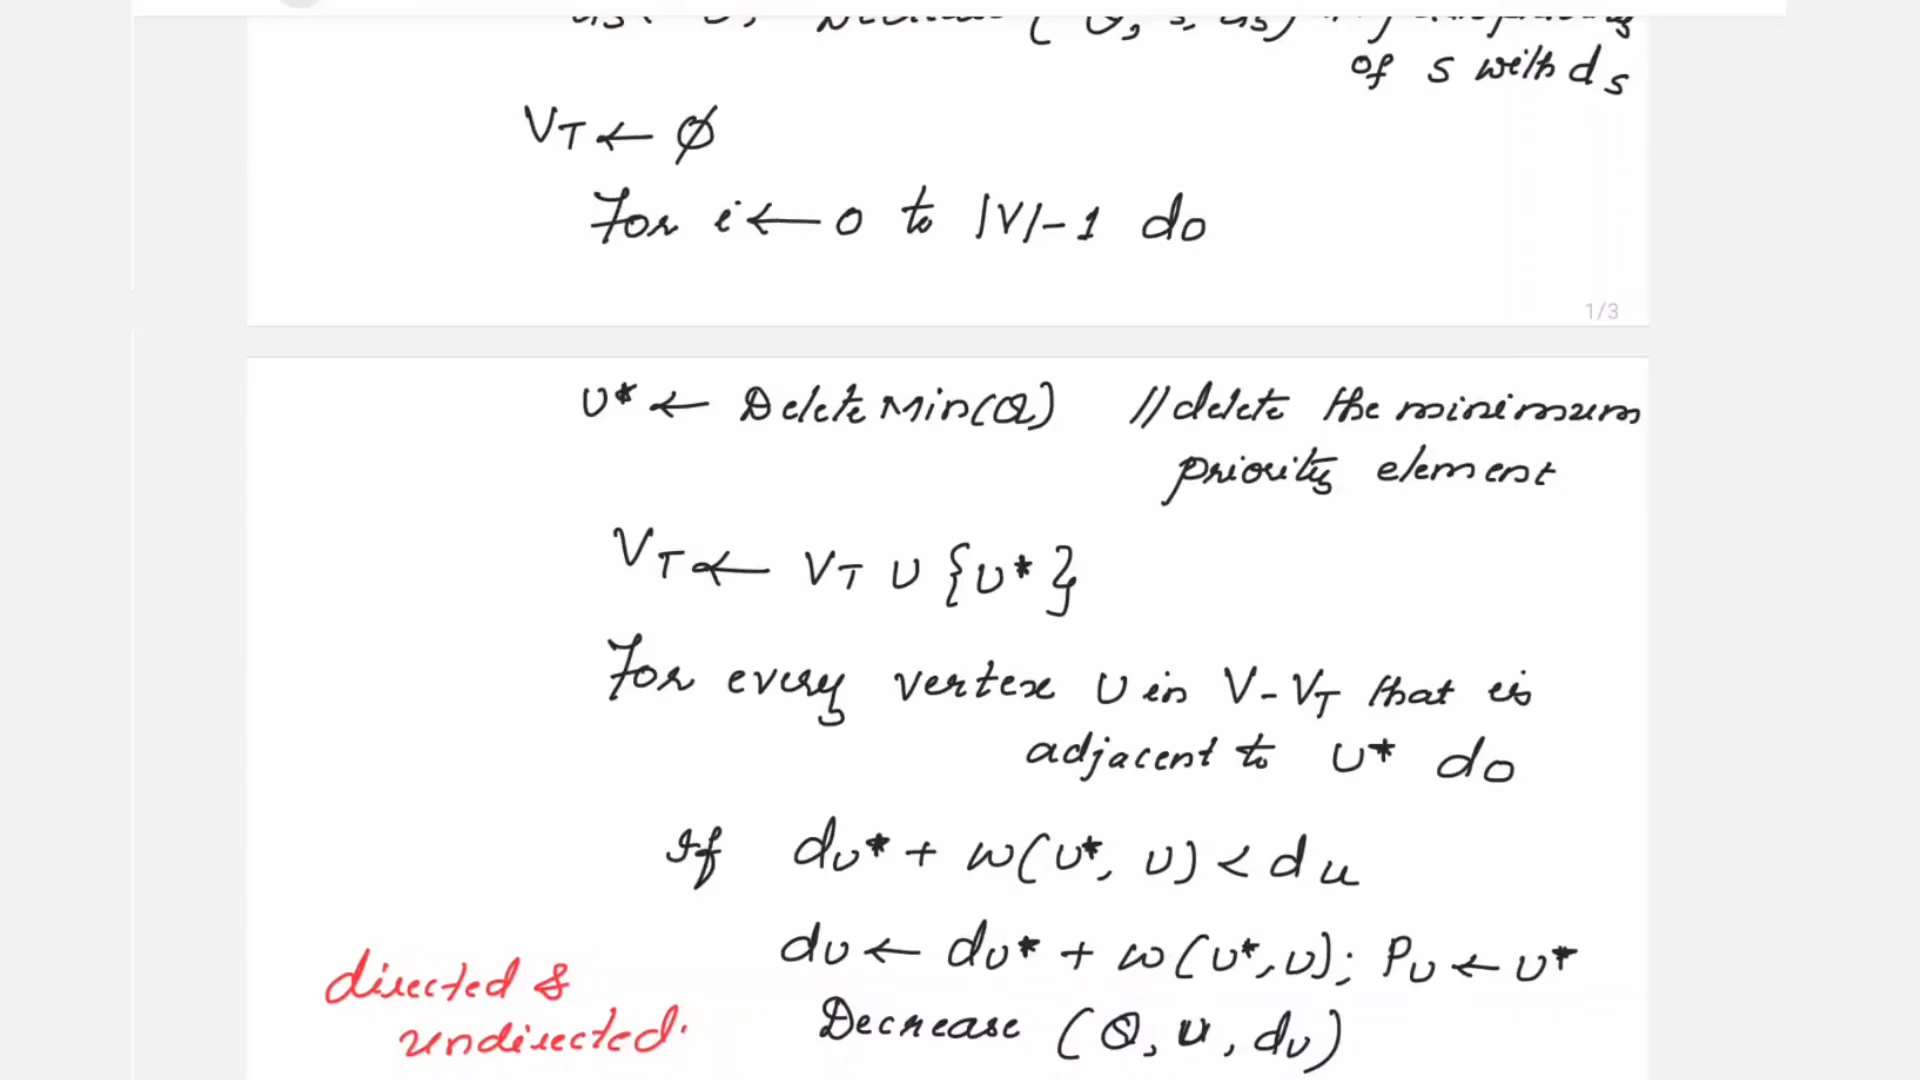 of s with ds
VT ← ∅
For i ← 0 to |V|-1 do
1/3
u* ← DeleteMin(Q) //delete the minimum
priority element
VT ← VT ∪ {u*}
For every vertex u in V-VT that is
adjacent to u* do
If du* + w(u*, u) < du
du ← du* + w(u*, u); Pu ← u*
directed &
undirected.
Decrease (Q, u, du)